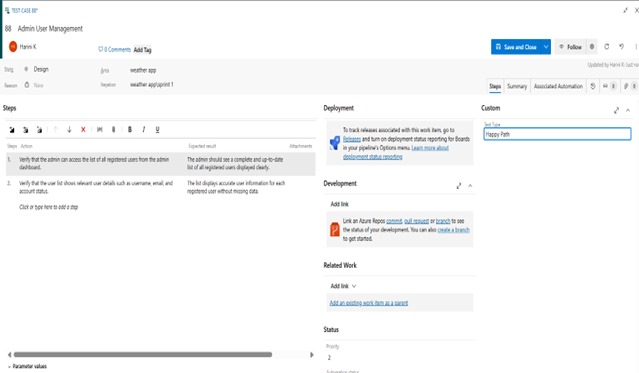 TEST CASE 88*
88 Admin User Management
Harini K.
0 Comments Add Tag
Save and Close
Follow
Updated by Harini K: Just now
Design
Area
weather app
Reason
New
Iteration
weather app\sprint 1
Steps Summary Associated Automation
Steps
Steps Action Expected result Attachments
1. Verify that the admin can access the list of all registered users from the admin
dashboard.
The admin should see a complete and up-to-date
list of all registered users displayed clearly.
2. Verify that the user list shows relevant user details such as username, email, and
account status.
The list displays accurate user information for each
registered user without missing data.
Click or type here to add a step
Parameter values
Deployment
To track releases associated with this work item, go to
Releases and turn on deployment status reporting for Boards
in your pipeline's Options menu. Learn more about
deployment status reporting
Development
Add link
Link an Azure Repos commit, pull request or branch to see
the status of your development. You can also create a branch
to get started.
Related Work
Add link
Add an existing work item as a parent
Status
Priority
2
Custom
Test Type
Happy Path